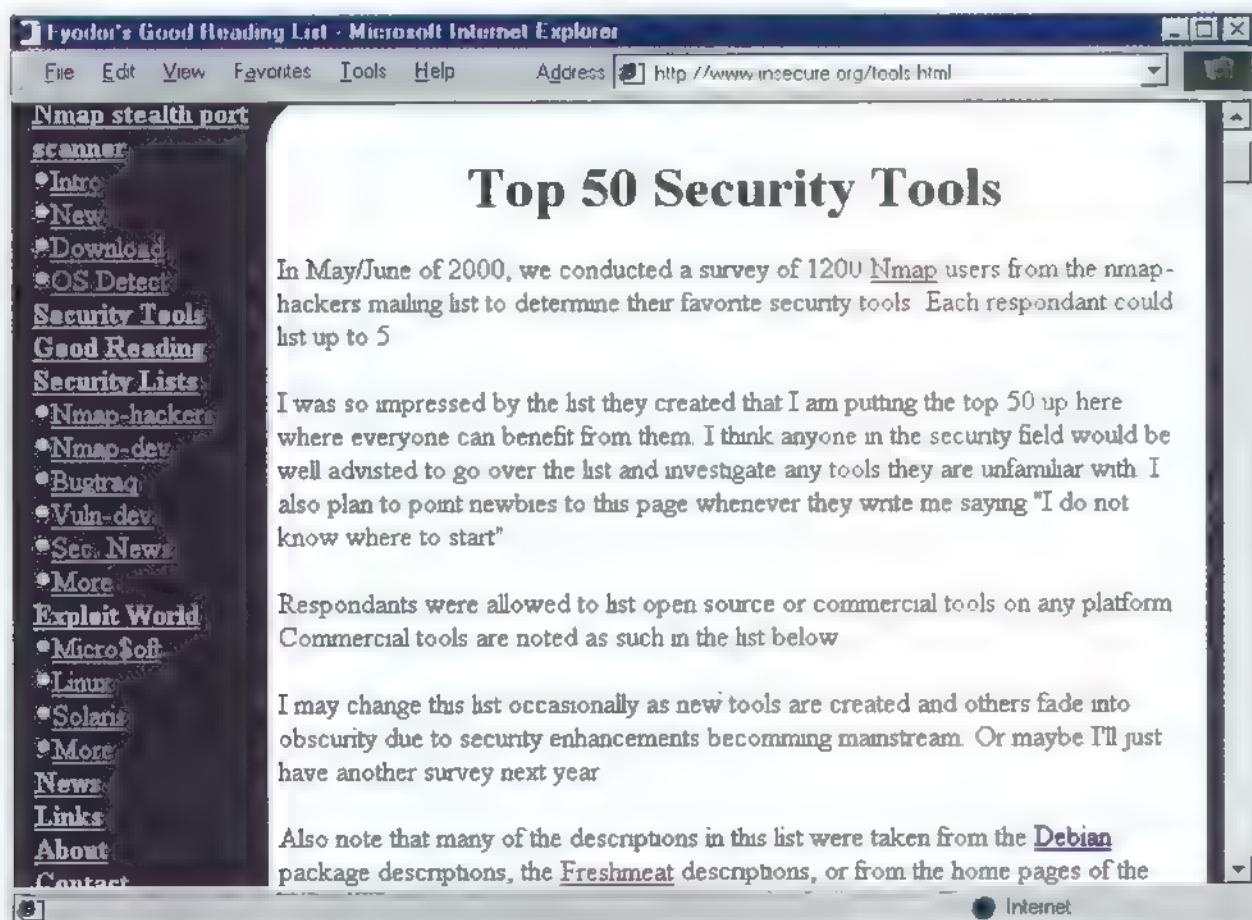 Fyodor's Good Reading List - Microsoft Internet Explorer
File Edit View Favorites Tools Help Address http //www insecure org/tools html
Nmap stealth port
scanner
Intro
New
Download
OS Detect
Security Tools
Good Reading
Security Lists
Nmap-hackers
Nmap-dev
Bugtraq
Vuln-dev
Sec. News
More
Exploit World
Micro$oft
Linux
Solaris
More
News
Links
About
Contact
Top 50 Security Tools
In May/June of 2000, we conducted a survey of 1200 Nmap users from the nmap-
hackers mailing list to determine their favorite security tools Each respondant could
list up to 5
I was so impressed by the list they created that I am putting the top 50 up here
where everyone can benefit from them. I think anyone in the security field would be
well advisted to go over the list and investigate any tools they are unfamiliar with I
also plan to point newbies to this page whenever they write me saying "I do not
know where to start"
Respondants were allowed to list open source or commercial tools on any platform
Commercial tools are noted as such in the list below
I may change this list occasionally as new tools are created and others fade into
obscurity due to security enhancements becomming mainstream. Or maybe I'll just
have another survey next year
Also note that many of the descriptions in this list were taken from the Debian
package descriptions, the Freshmeat descriptions, or from the home pages of the
Internet